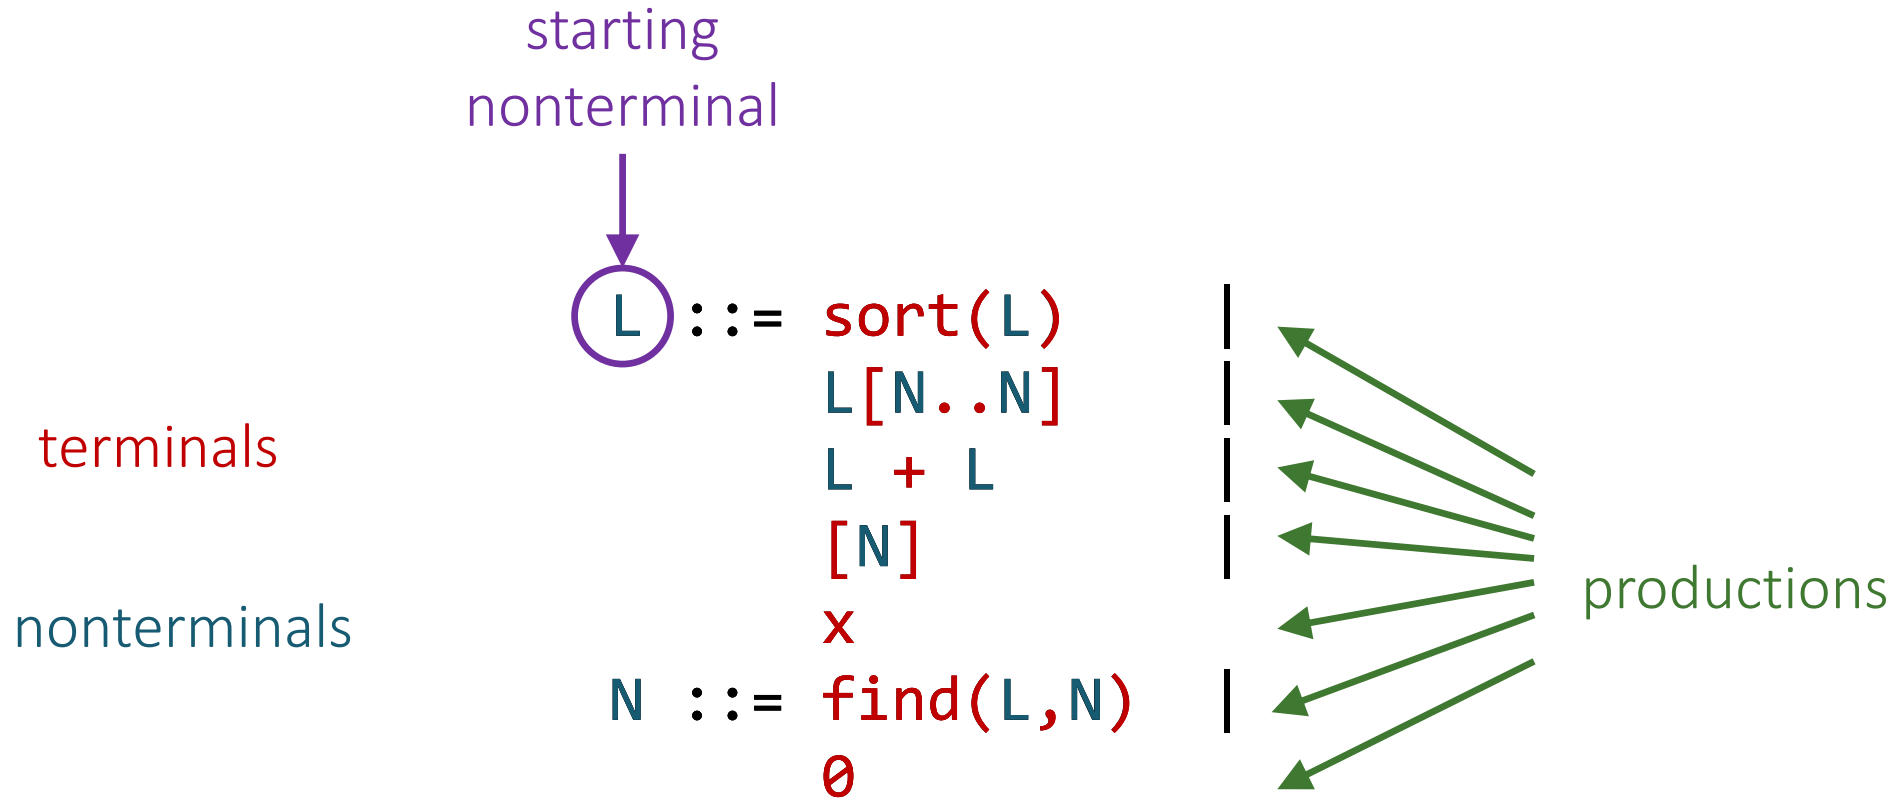 starting
nonterminal
L ::= sort(L) |
L[N..N] |
terminals
L + L |
[N] |
productions
nonterminals
x
N ::= find(L,N) |
0